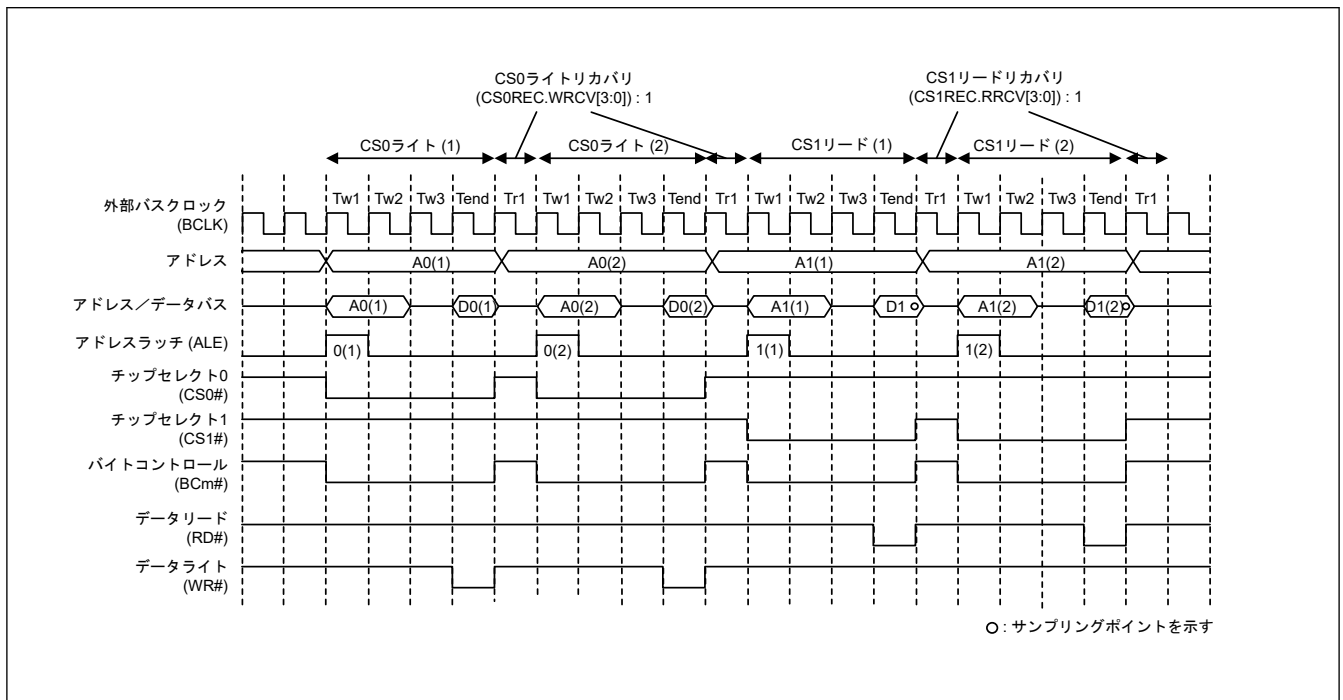 CS0ライトリカバリ
(CS0REC.WRCV[3:0]) : 1
CS1リードリカバリ
(CS1REC.RRCV[3:0]) : 1
CS0ライト (1)
CS0ライト (2)
CS1リード (1)
CS1リード (2)
Tw1 Tw2 Tw3 Tend Tr1 Tw1 Tw2 Tw3 Tend Tr1 Tw1 Tw2 Tw3 Tend Tr1 Tw1 Tw2 Tw3 Tend Tr1
外部バスクロック
(BCLK)
アドレス A0(1) A0(2) A1(1) A1(2)
アドレス／データバス A0(1) D0(1) A0(2) D0(2) A1(1) D1 A1(2) D1(2)
アドレスラッチ (ALE) 0(1) 0(2) 1(1) 1(2)
チップセレクト0
(CS0#)
チップセレクト1
(CS1#)
バイトコントロール
(BCm#)
データリード
(RD#)
データライト
(WR#)
: サンプリングポイントを示す